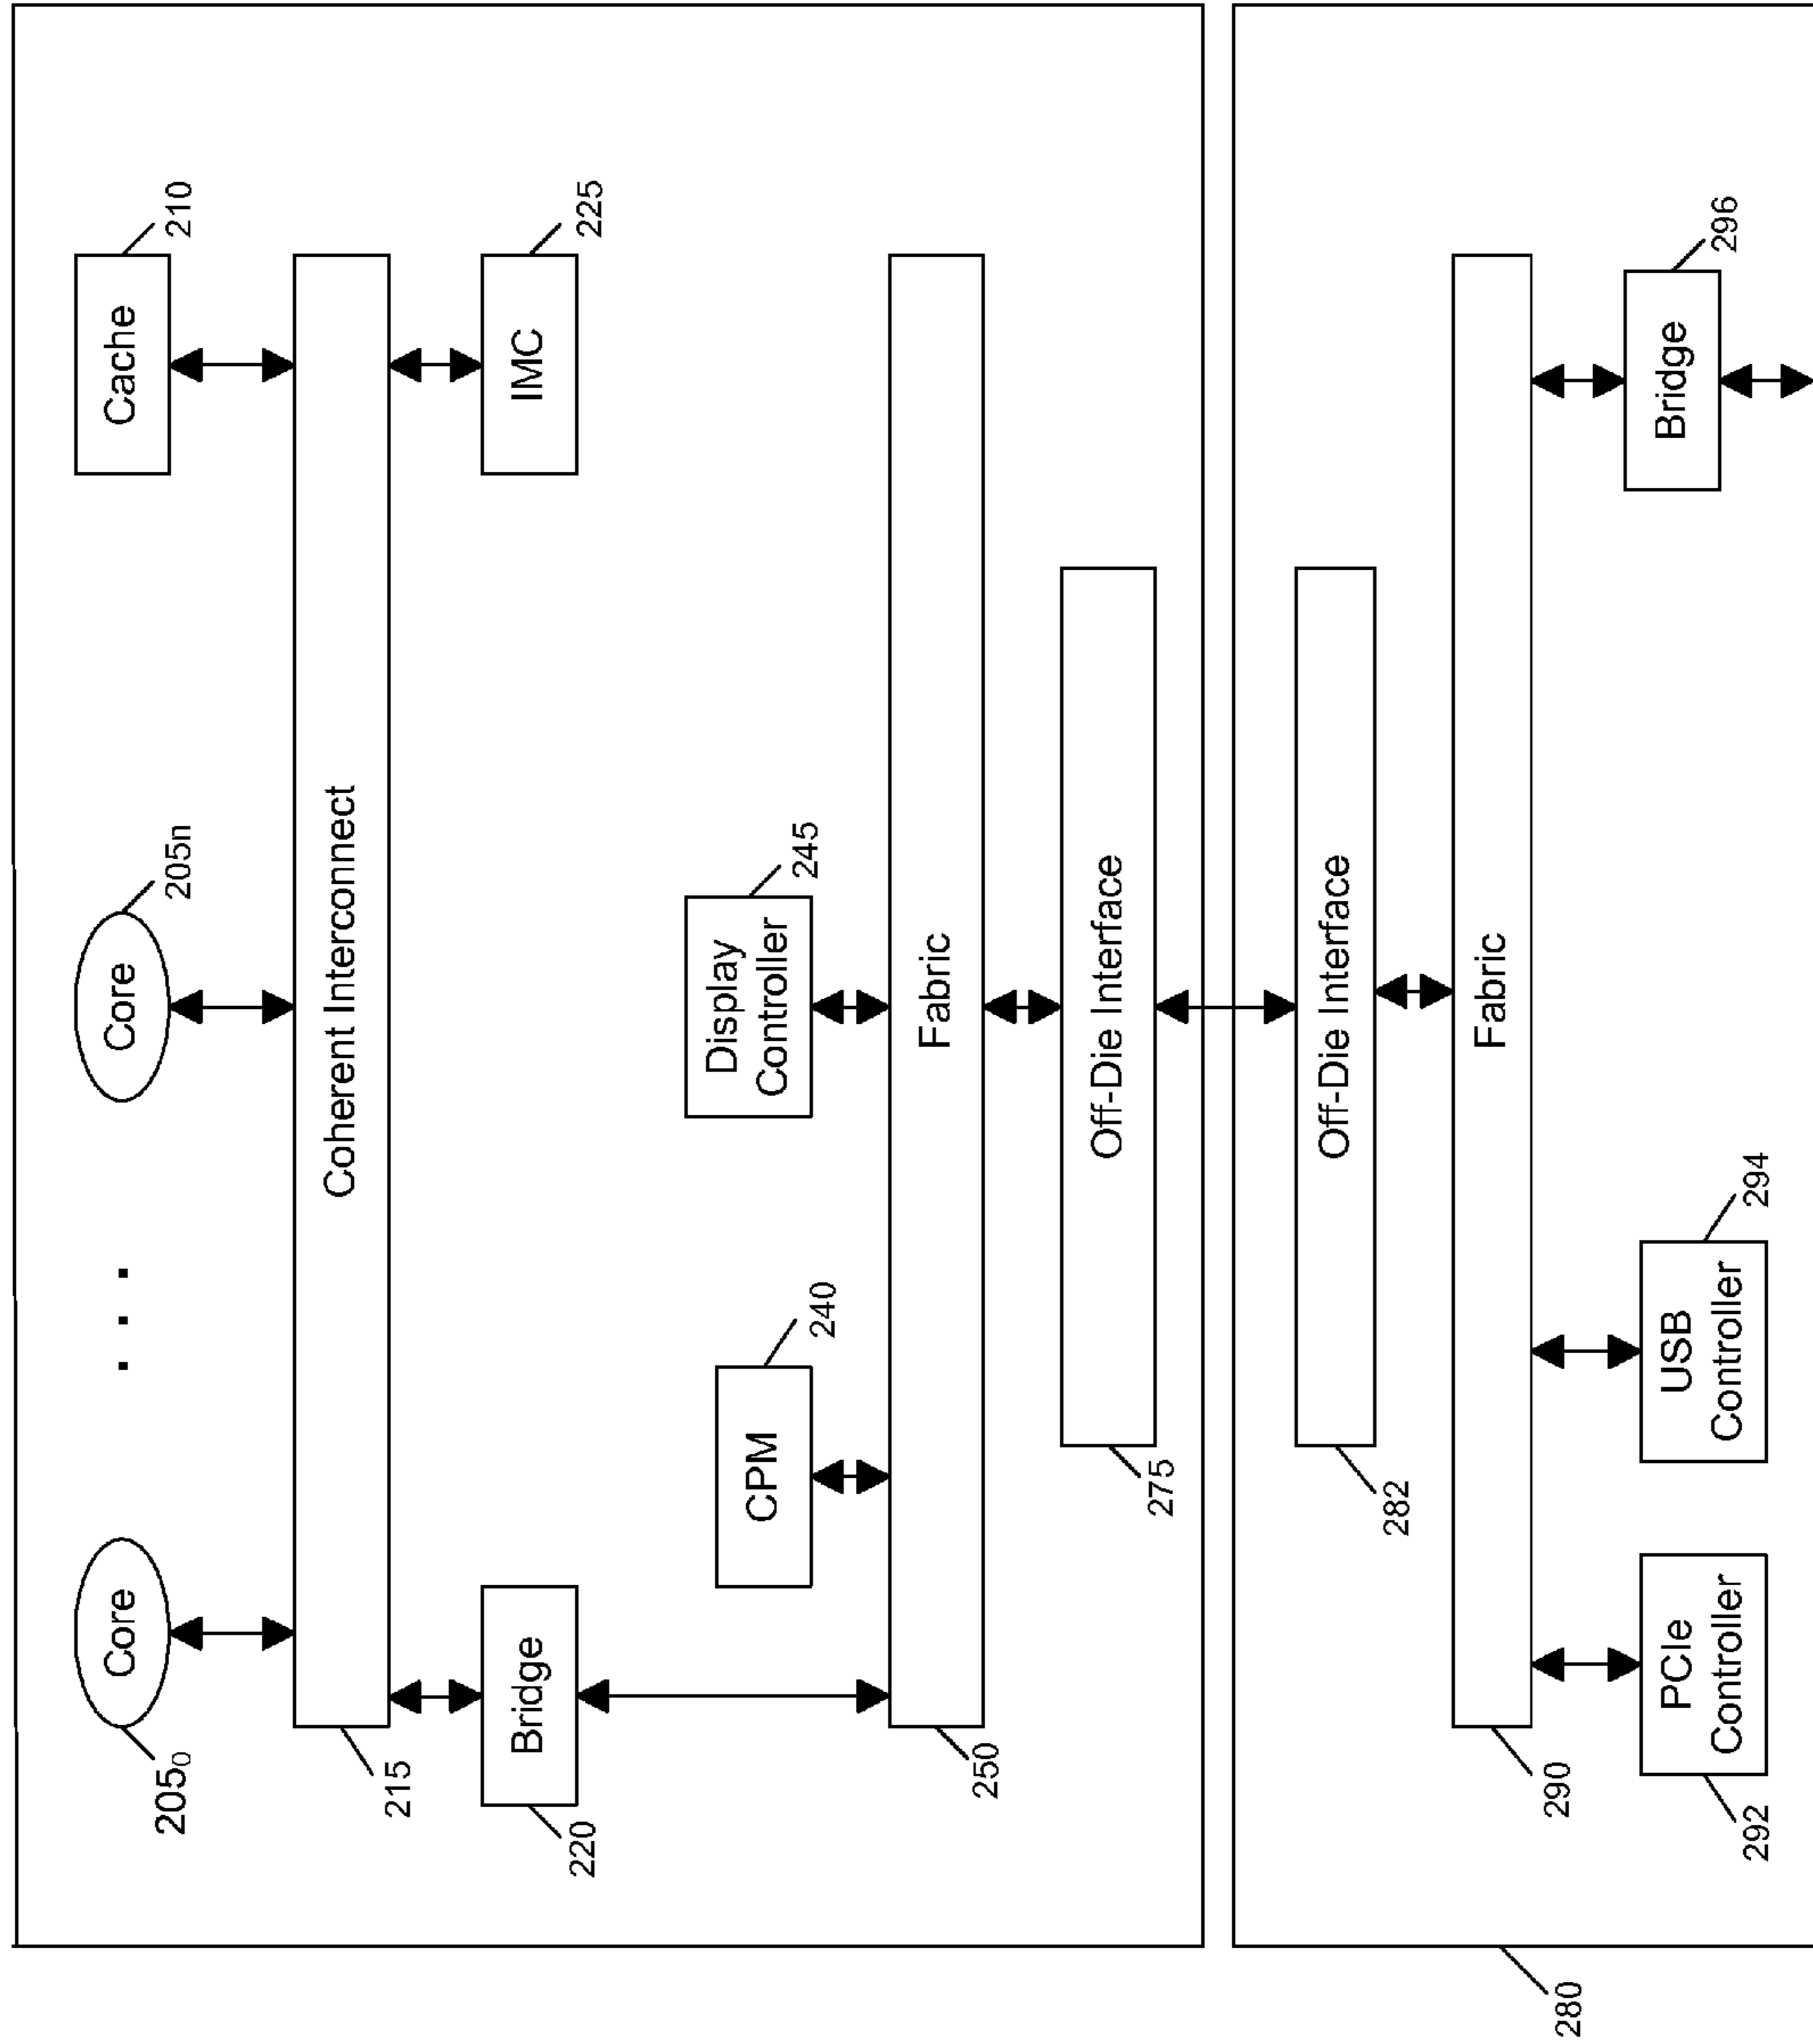 Core
205₀
. . .
Core
205n
Cache
210
Coherent Interconnect
215
Bridge
220
IMC
225
CPM
240
Display
Controller
245
Fabric
250
Off-Die Interface
275
280
Off-Die Interface
282
Fabric
290
PCIe
Controller
292
USB
Controller
294
Bridge
296